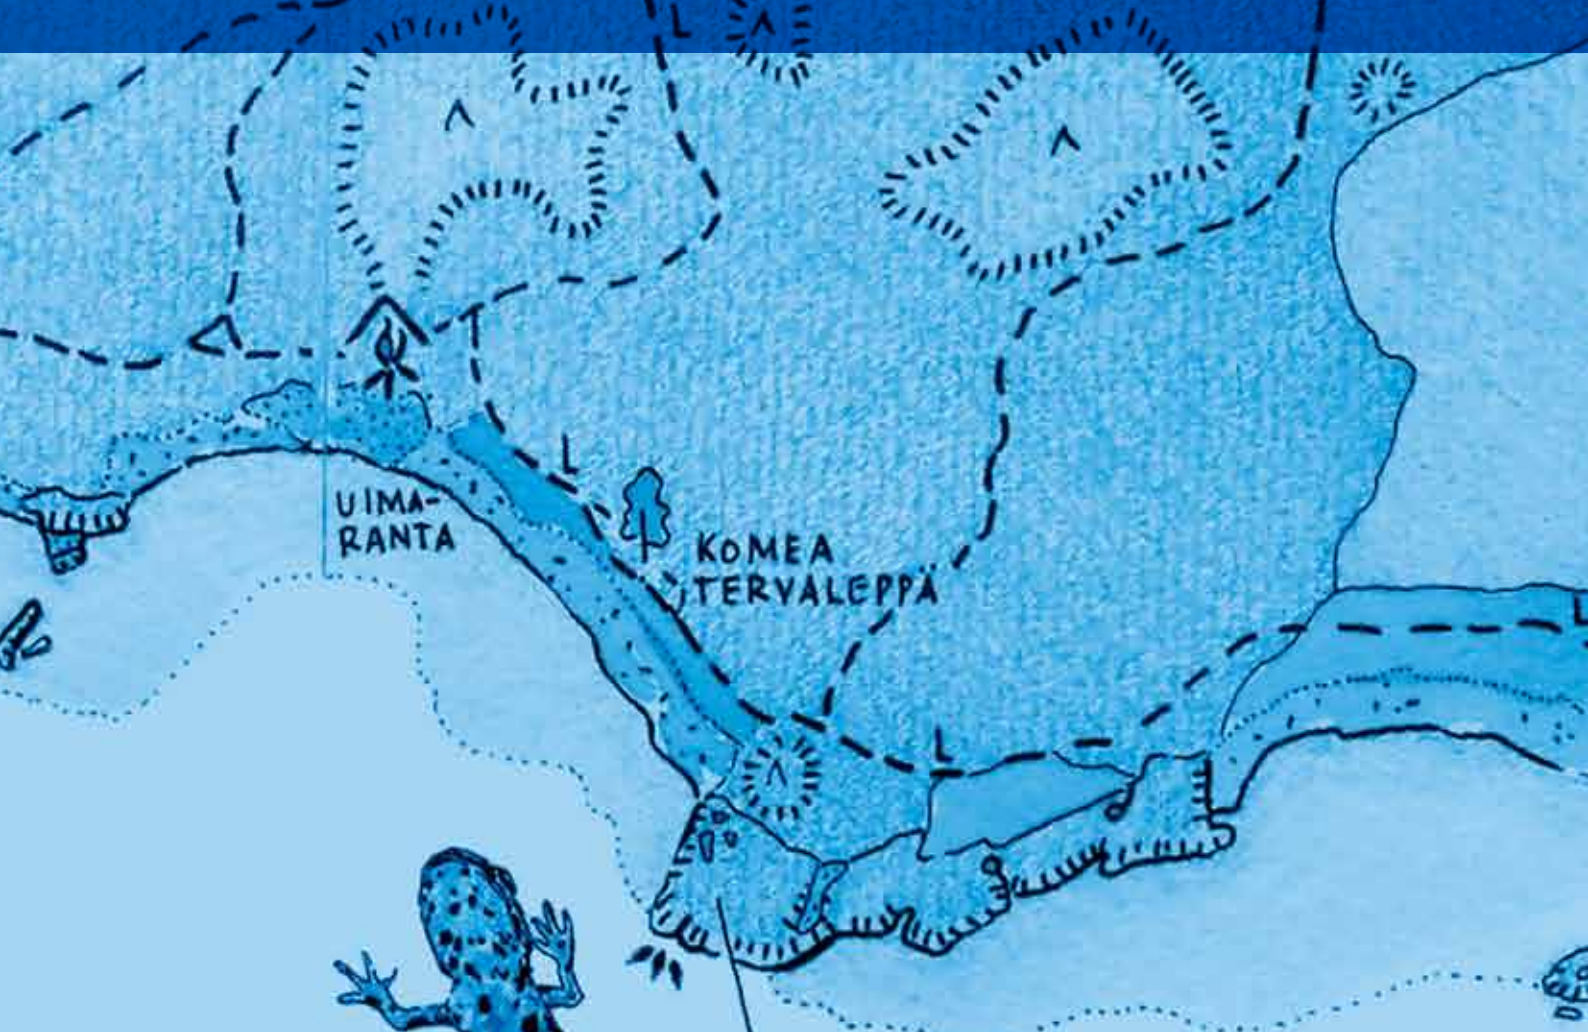 L
L
UIMA-
RANTA
KOMEA
TERVALEPPÄ
L
L